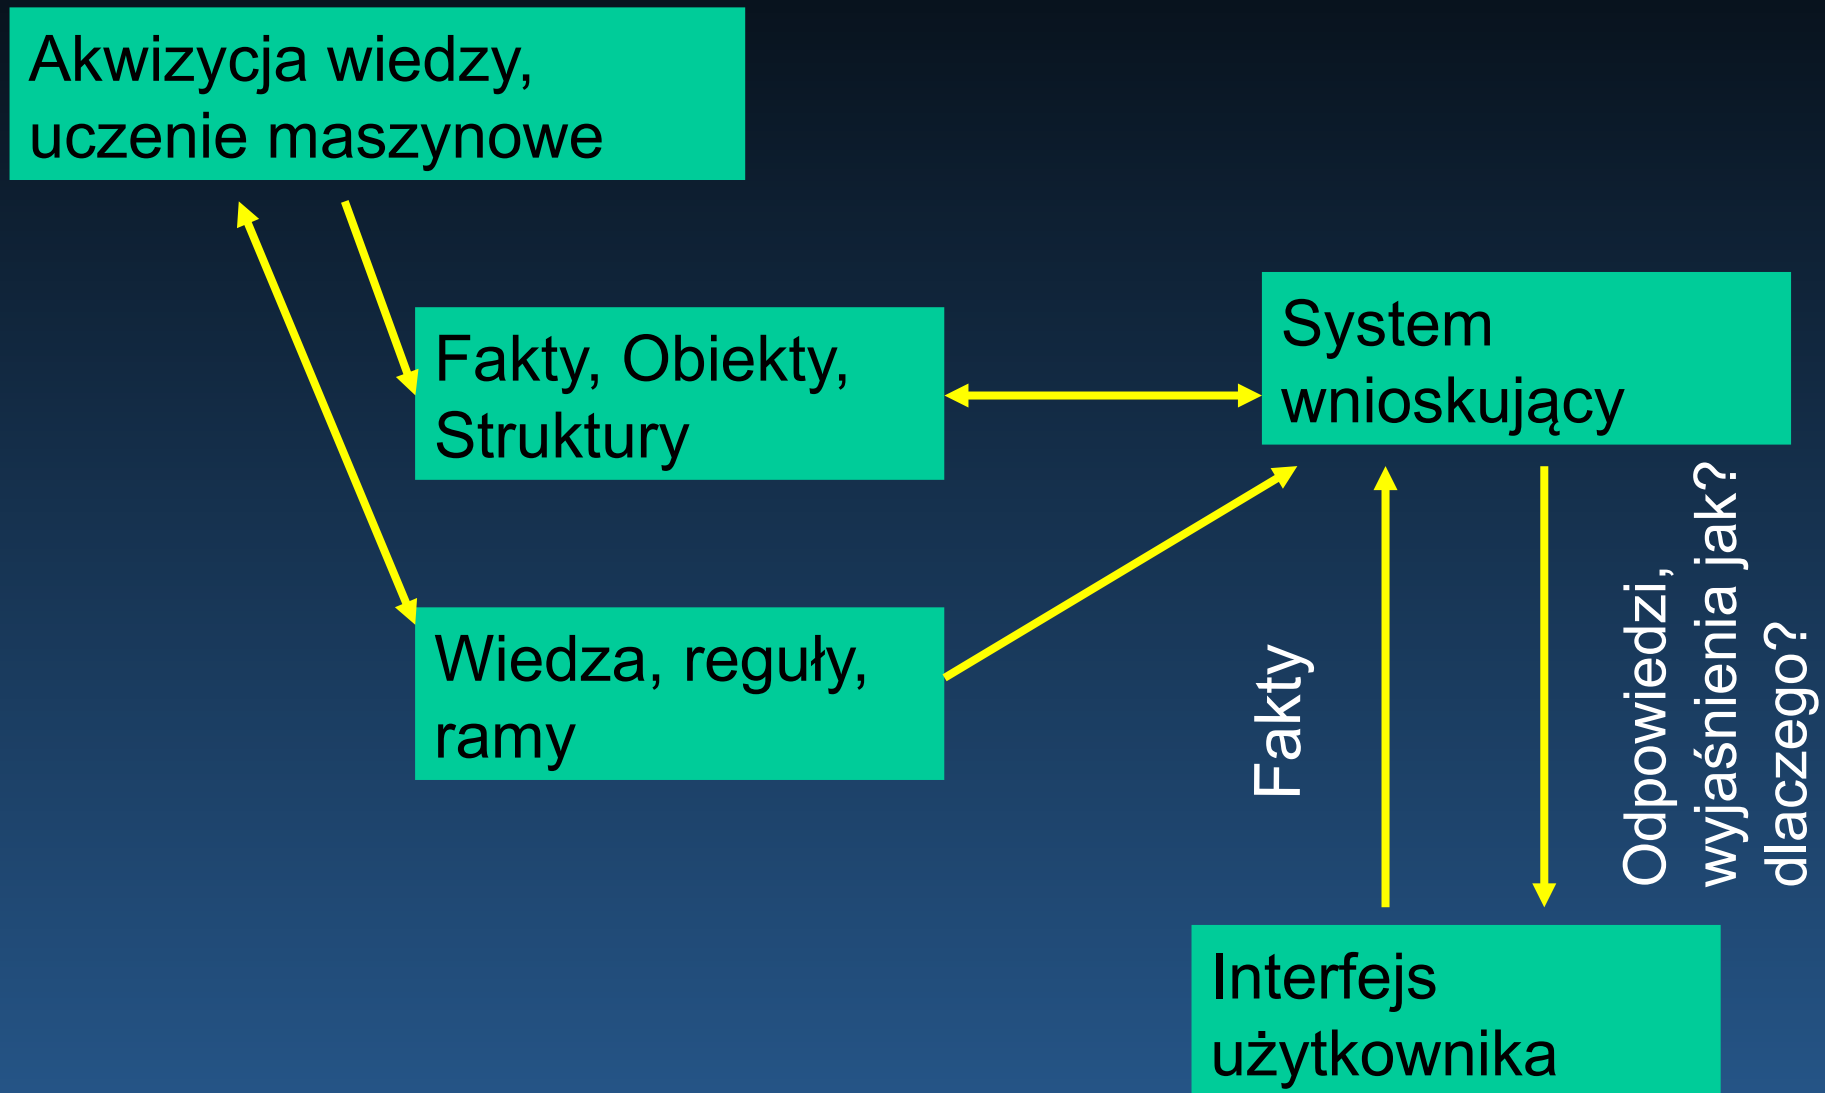 Akwizycja wiedzy,
uczenie maszynowe
Fakty, Obiekty,
Struktury
System
wnioskujący
Wiedza, reguły,
ramy
Fakty
Odpowiedzi,
wyjaśnienia jak?
dlaczego?
Interfejs
użytkownika